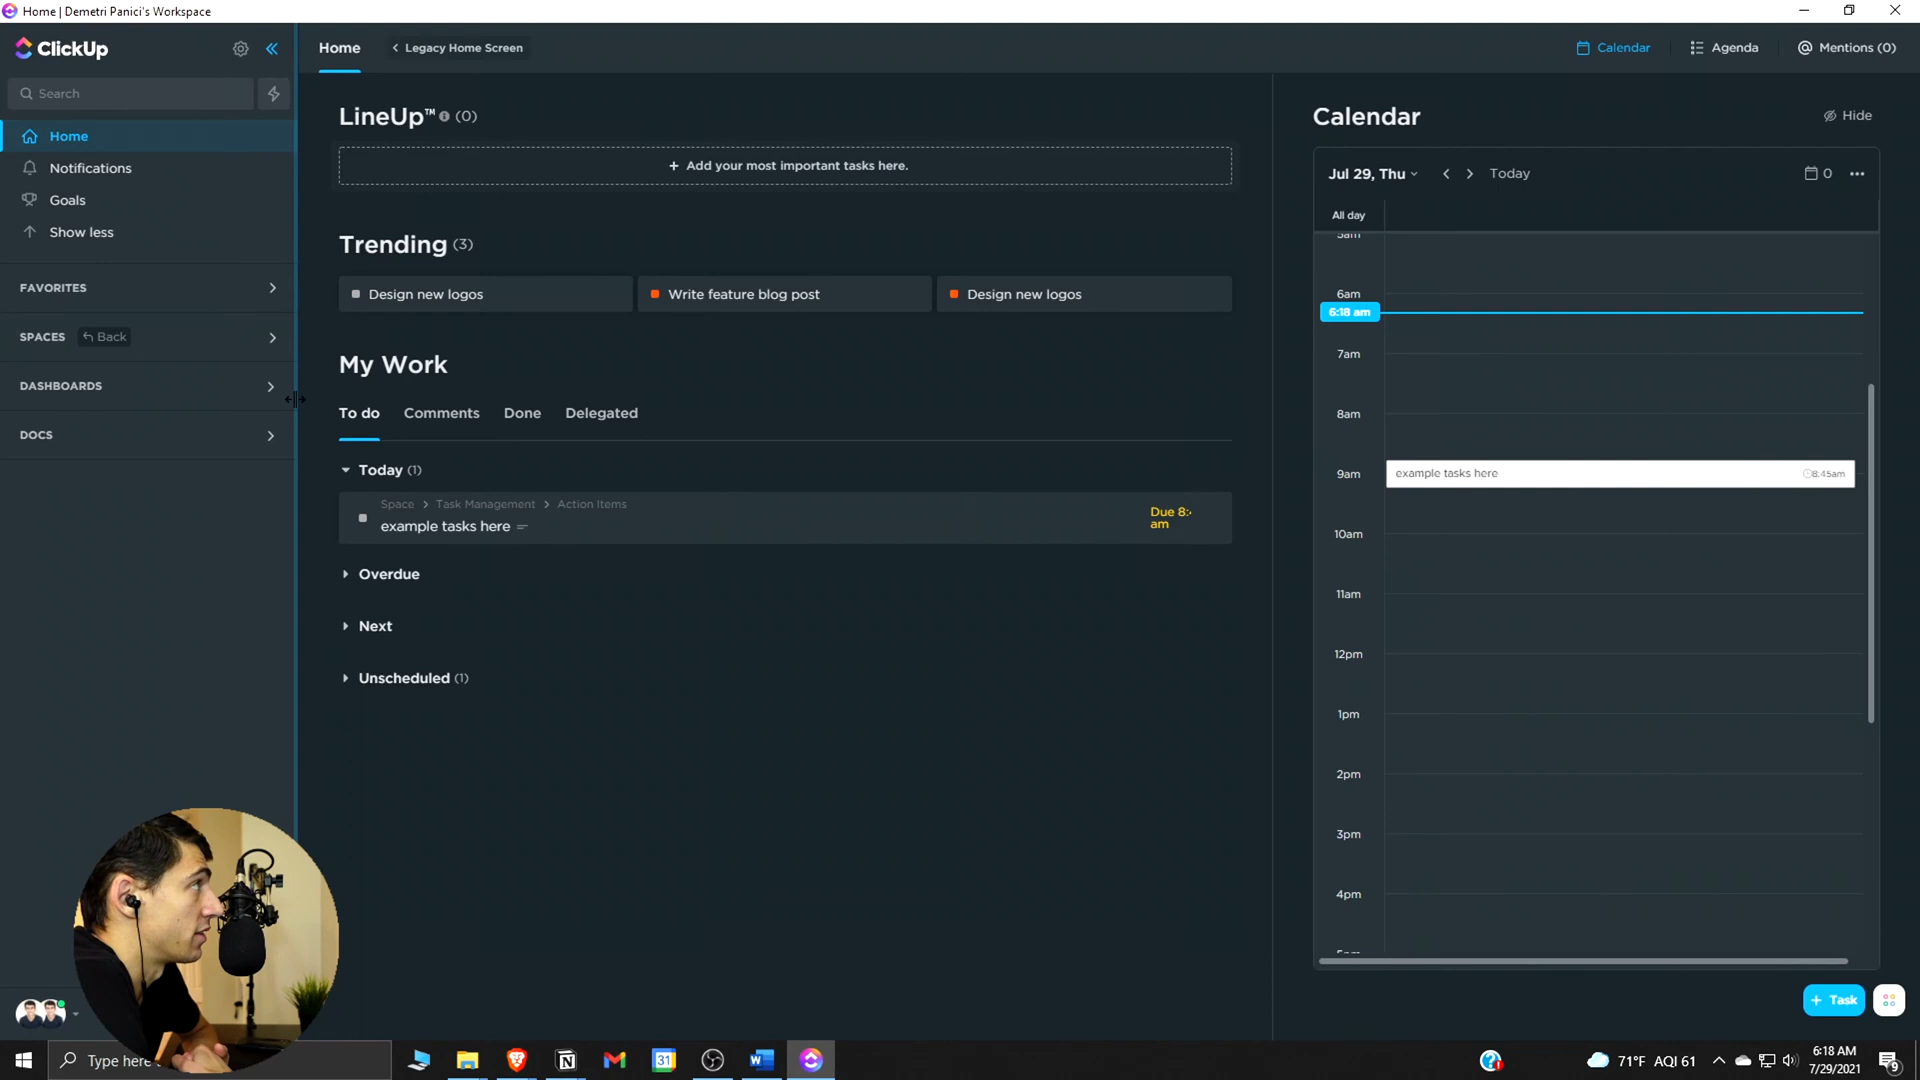 Home | Demetri Panici's Workspace
ClickUp
Search
Home
Notifications
Goals
Show less
FAVORITES
SPACES Back
DASHBOARDS
DOCS
Home Legacy Home Screen
Calendar Agenda Mentions (0)
LineUp™ (0)
+ Add your most important tasks here.
Trending (3)
Design new logos Write feature blog post Design new logos
My Work
To do Comments Done Delegated
Today (1)
Space > Task Management > Action Items
example tasks here
Due 8:
am
Overdue
Next
Unscheduled (1)
Calendar Hide
Jul 29, Thu < > Today 0 •••
All day
5am
6am
6:18 am
7am
8am
9am
example tasks here 8:45am
10am
11am
12pm
1pm
2pm
3pm
4pm
5pm
+ Task
Type here
31
71°F AQI 61
6:18 AM
7/29/2021
9